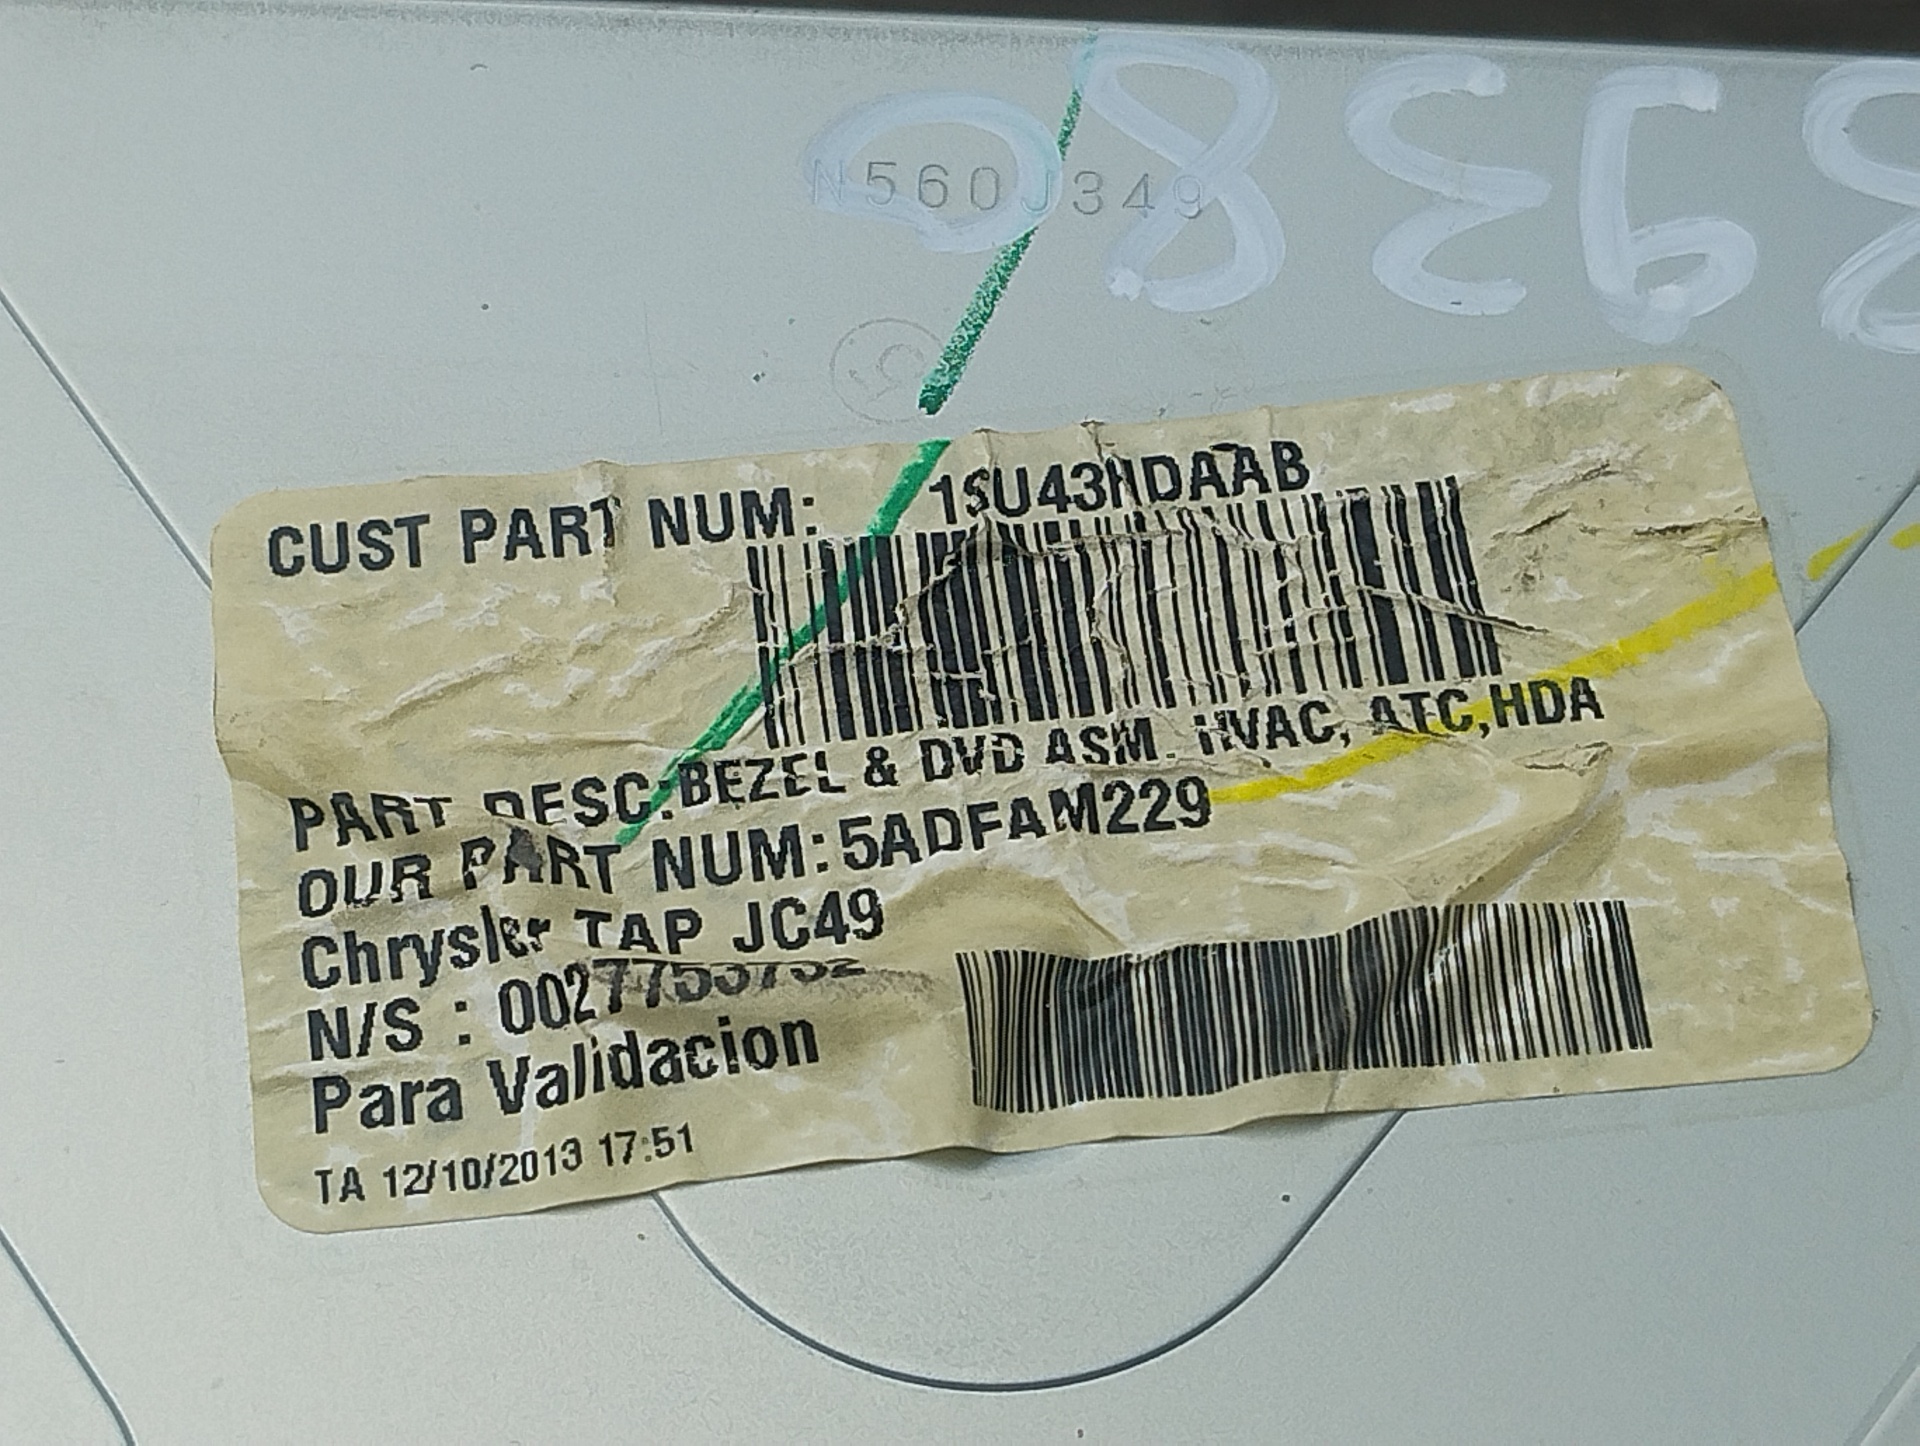 N560J349
CUST PART NUM: 1SU43HDAAB
PART DESC:BEZEL & DVD ASM. HVAC, ATC,HDA
OUR PART NUM:5ADFAM229
Chrysler TAP JC49
N/S :
Para Validacion
TA 12/10/2013 17:51